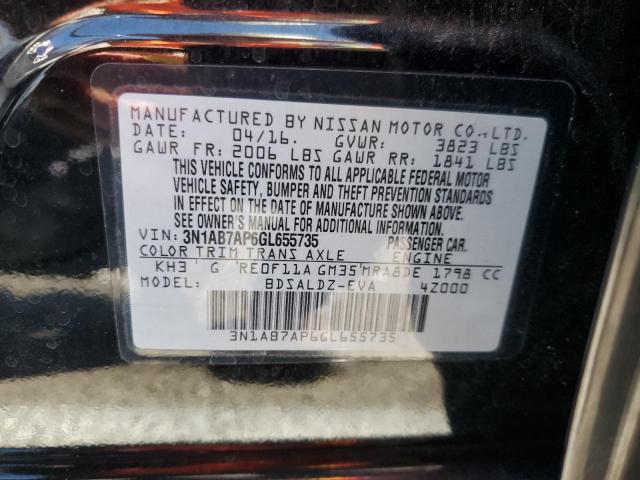 MANUFACTURED BY NISSAN MOTOR CO.,LTD.
DATE: 04/16. GVWR: 3823 LBS
GAWR FR: 2006 LBS GAWR RR: 1841 LBS
THIS VEHICLE CONFORMS TO ALL APPLICABLE FEDERAL MOTOR
VEHICLE SAFETY, BUMPER AND THEFT PREVENTION STANDARDS
IN EFFECT ON THE DATE OF MANUFACTURE SHOWN ABOVE.
SEE OWNER'S MANUAL FOR ADDITIONAL INFORMATION.
VIN: 3N1AB7AP6GL655735 PASSENGER CAR.
COLOR TRIM TRANS AXLE ENGINE
KH3 G RE0F11A GM35 MRA8DE 1798 CC
MODEL: BDSALDZ-EVA 4Z000
3N1AB7AP6GL655735